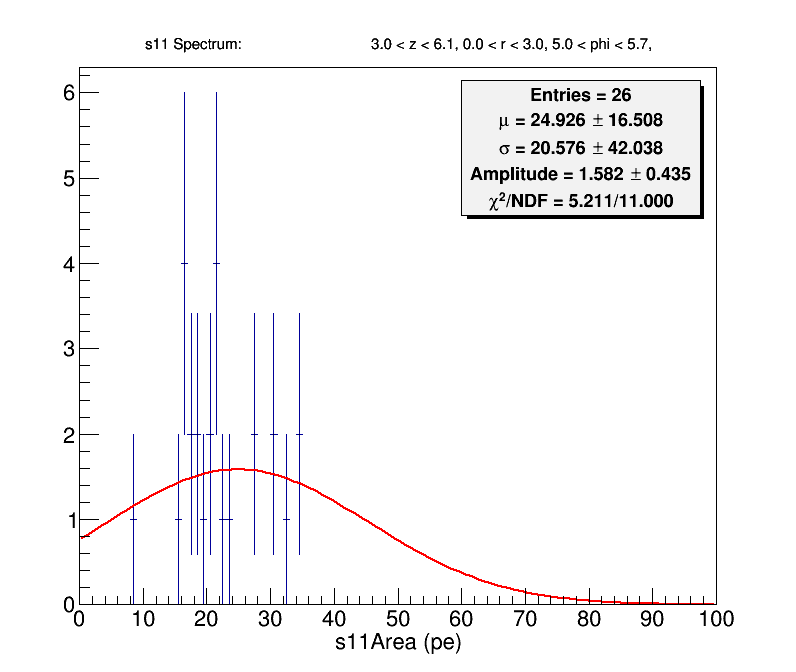 s11 Spectrum: 3.0 < z < 6.1, 0.0 < r < 3.0, 5.0 < phi < 5.7,
Entries = 26
μ = 24.926 ± 16.508
σ = 20.576 ± 42.038
Amplitude = 1.582 ± 0.435
χ²/NDF = 5.211/11.000
6
5
4
3
2
1
0
0 10 20 30 40 50 60 70 80 90 100
s11Area (pe)